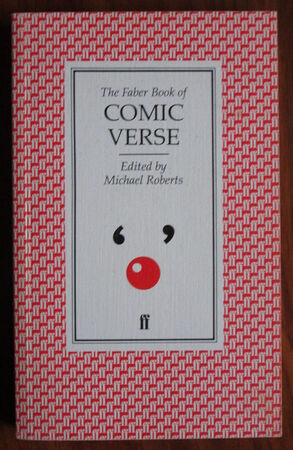 The Faber Book of
COMIC
VERSE
Edited by
Michael Roberts
‘ ’
ff